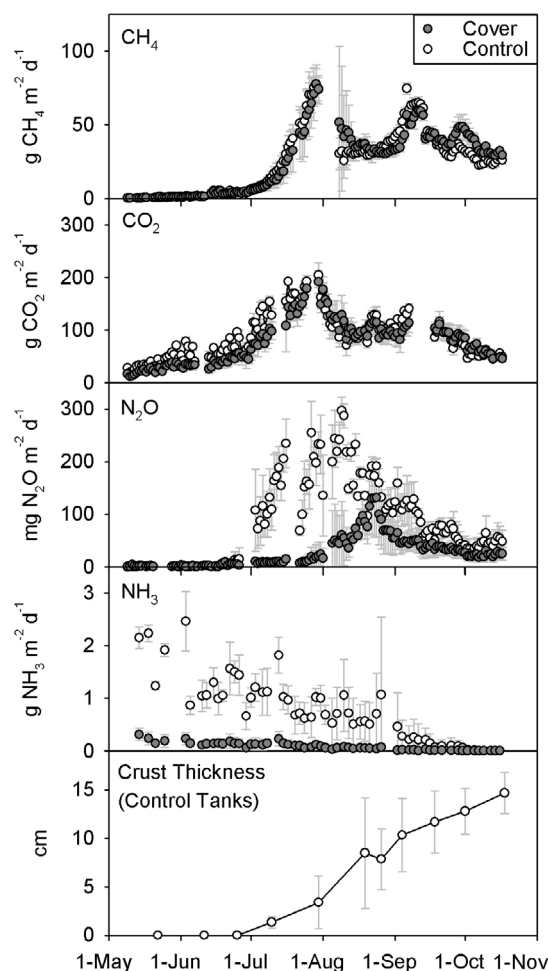 CH4
Cover
Control
100
50
0
g CH4 m-2 d-1
CO2
300
200
100
0
g CO2 m-2 d-1
N2O
300
200
100
0
mg N2O m-2 d-1
NH3
3
2
1
0
g NH3 m-2 d-1
Crust Thickness
(Control Tanks)
15
10
5
0
cm
1-May 1-Jun 1-Jul 1-Aug 1-Sep 1-Oct 1-Nov